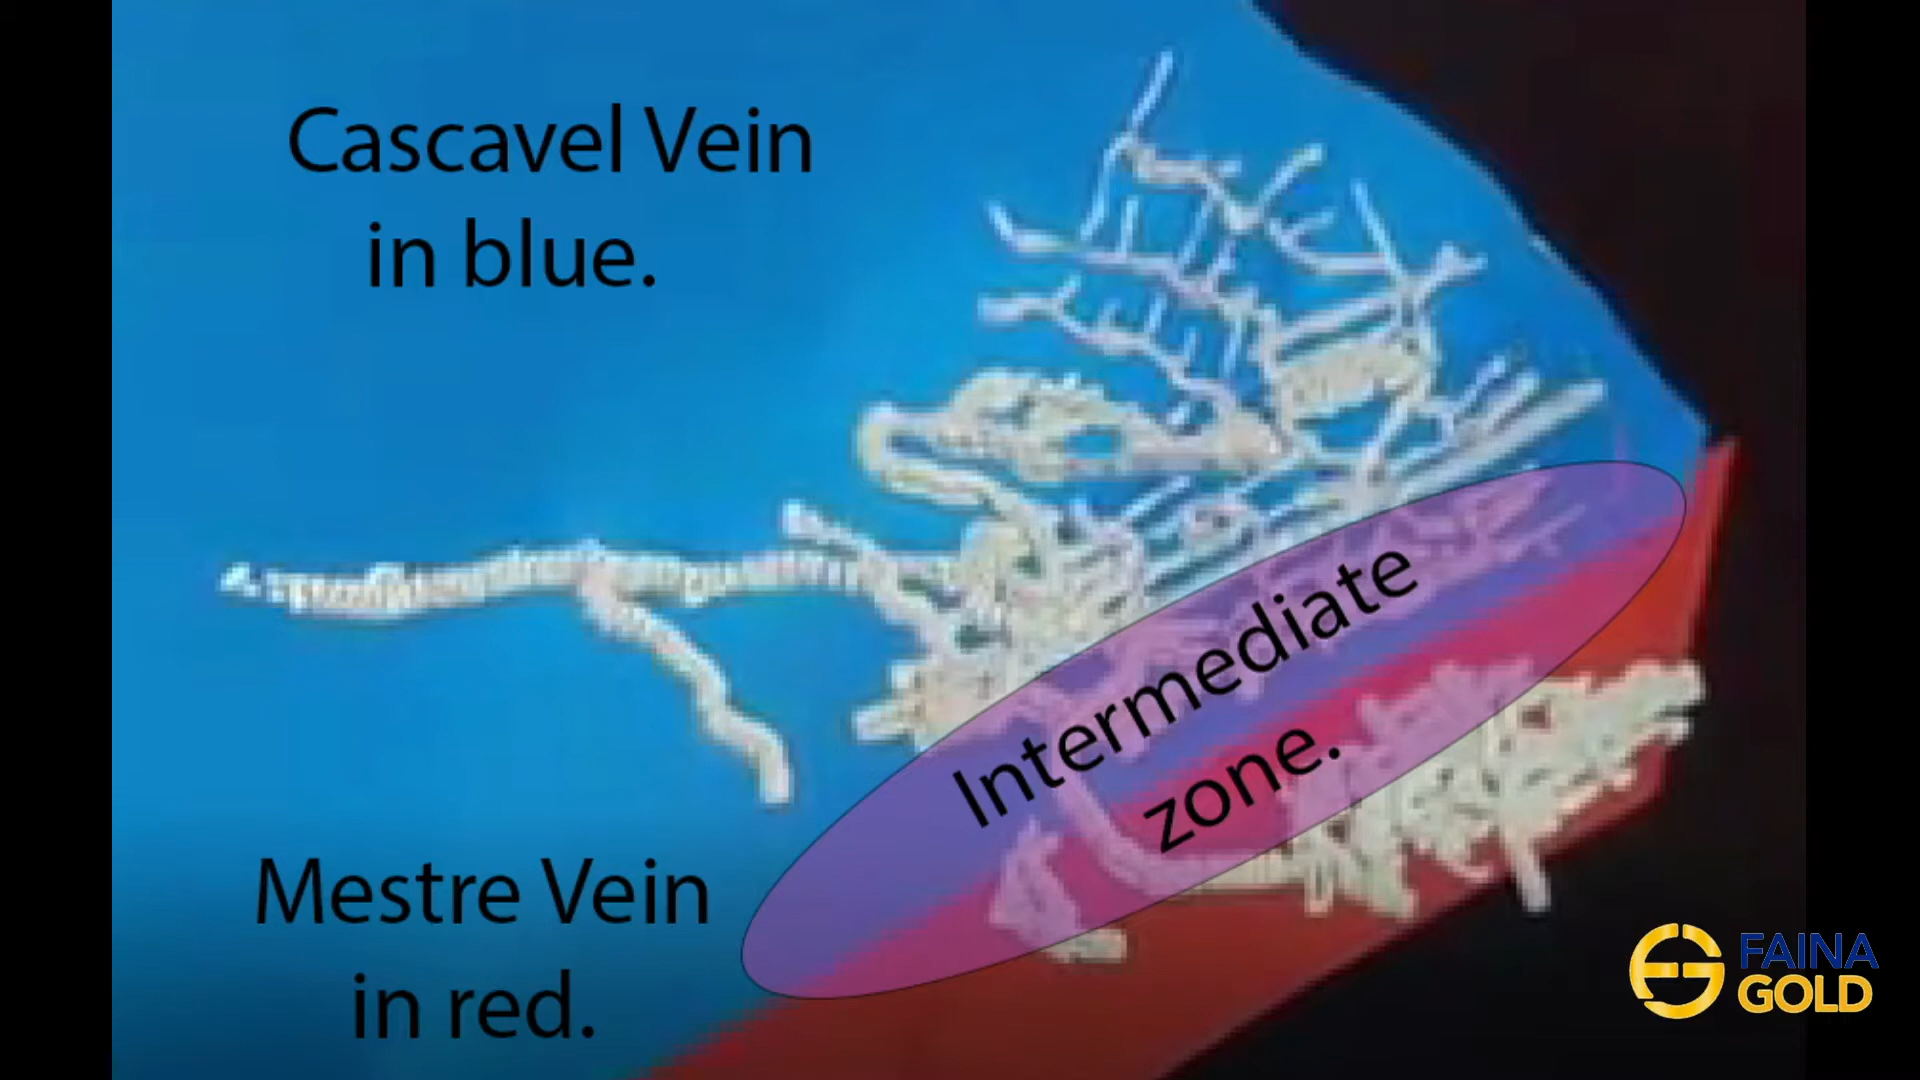 Cascavel Vein
in blue.
Intermediate
zone.
Mestre Vein
in red.
FAINA
GOLD